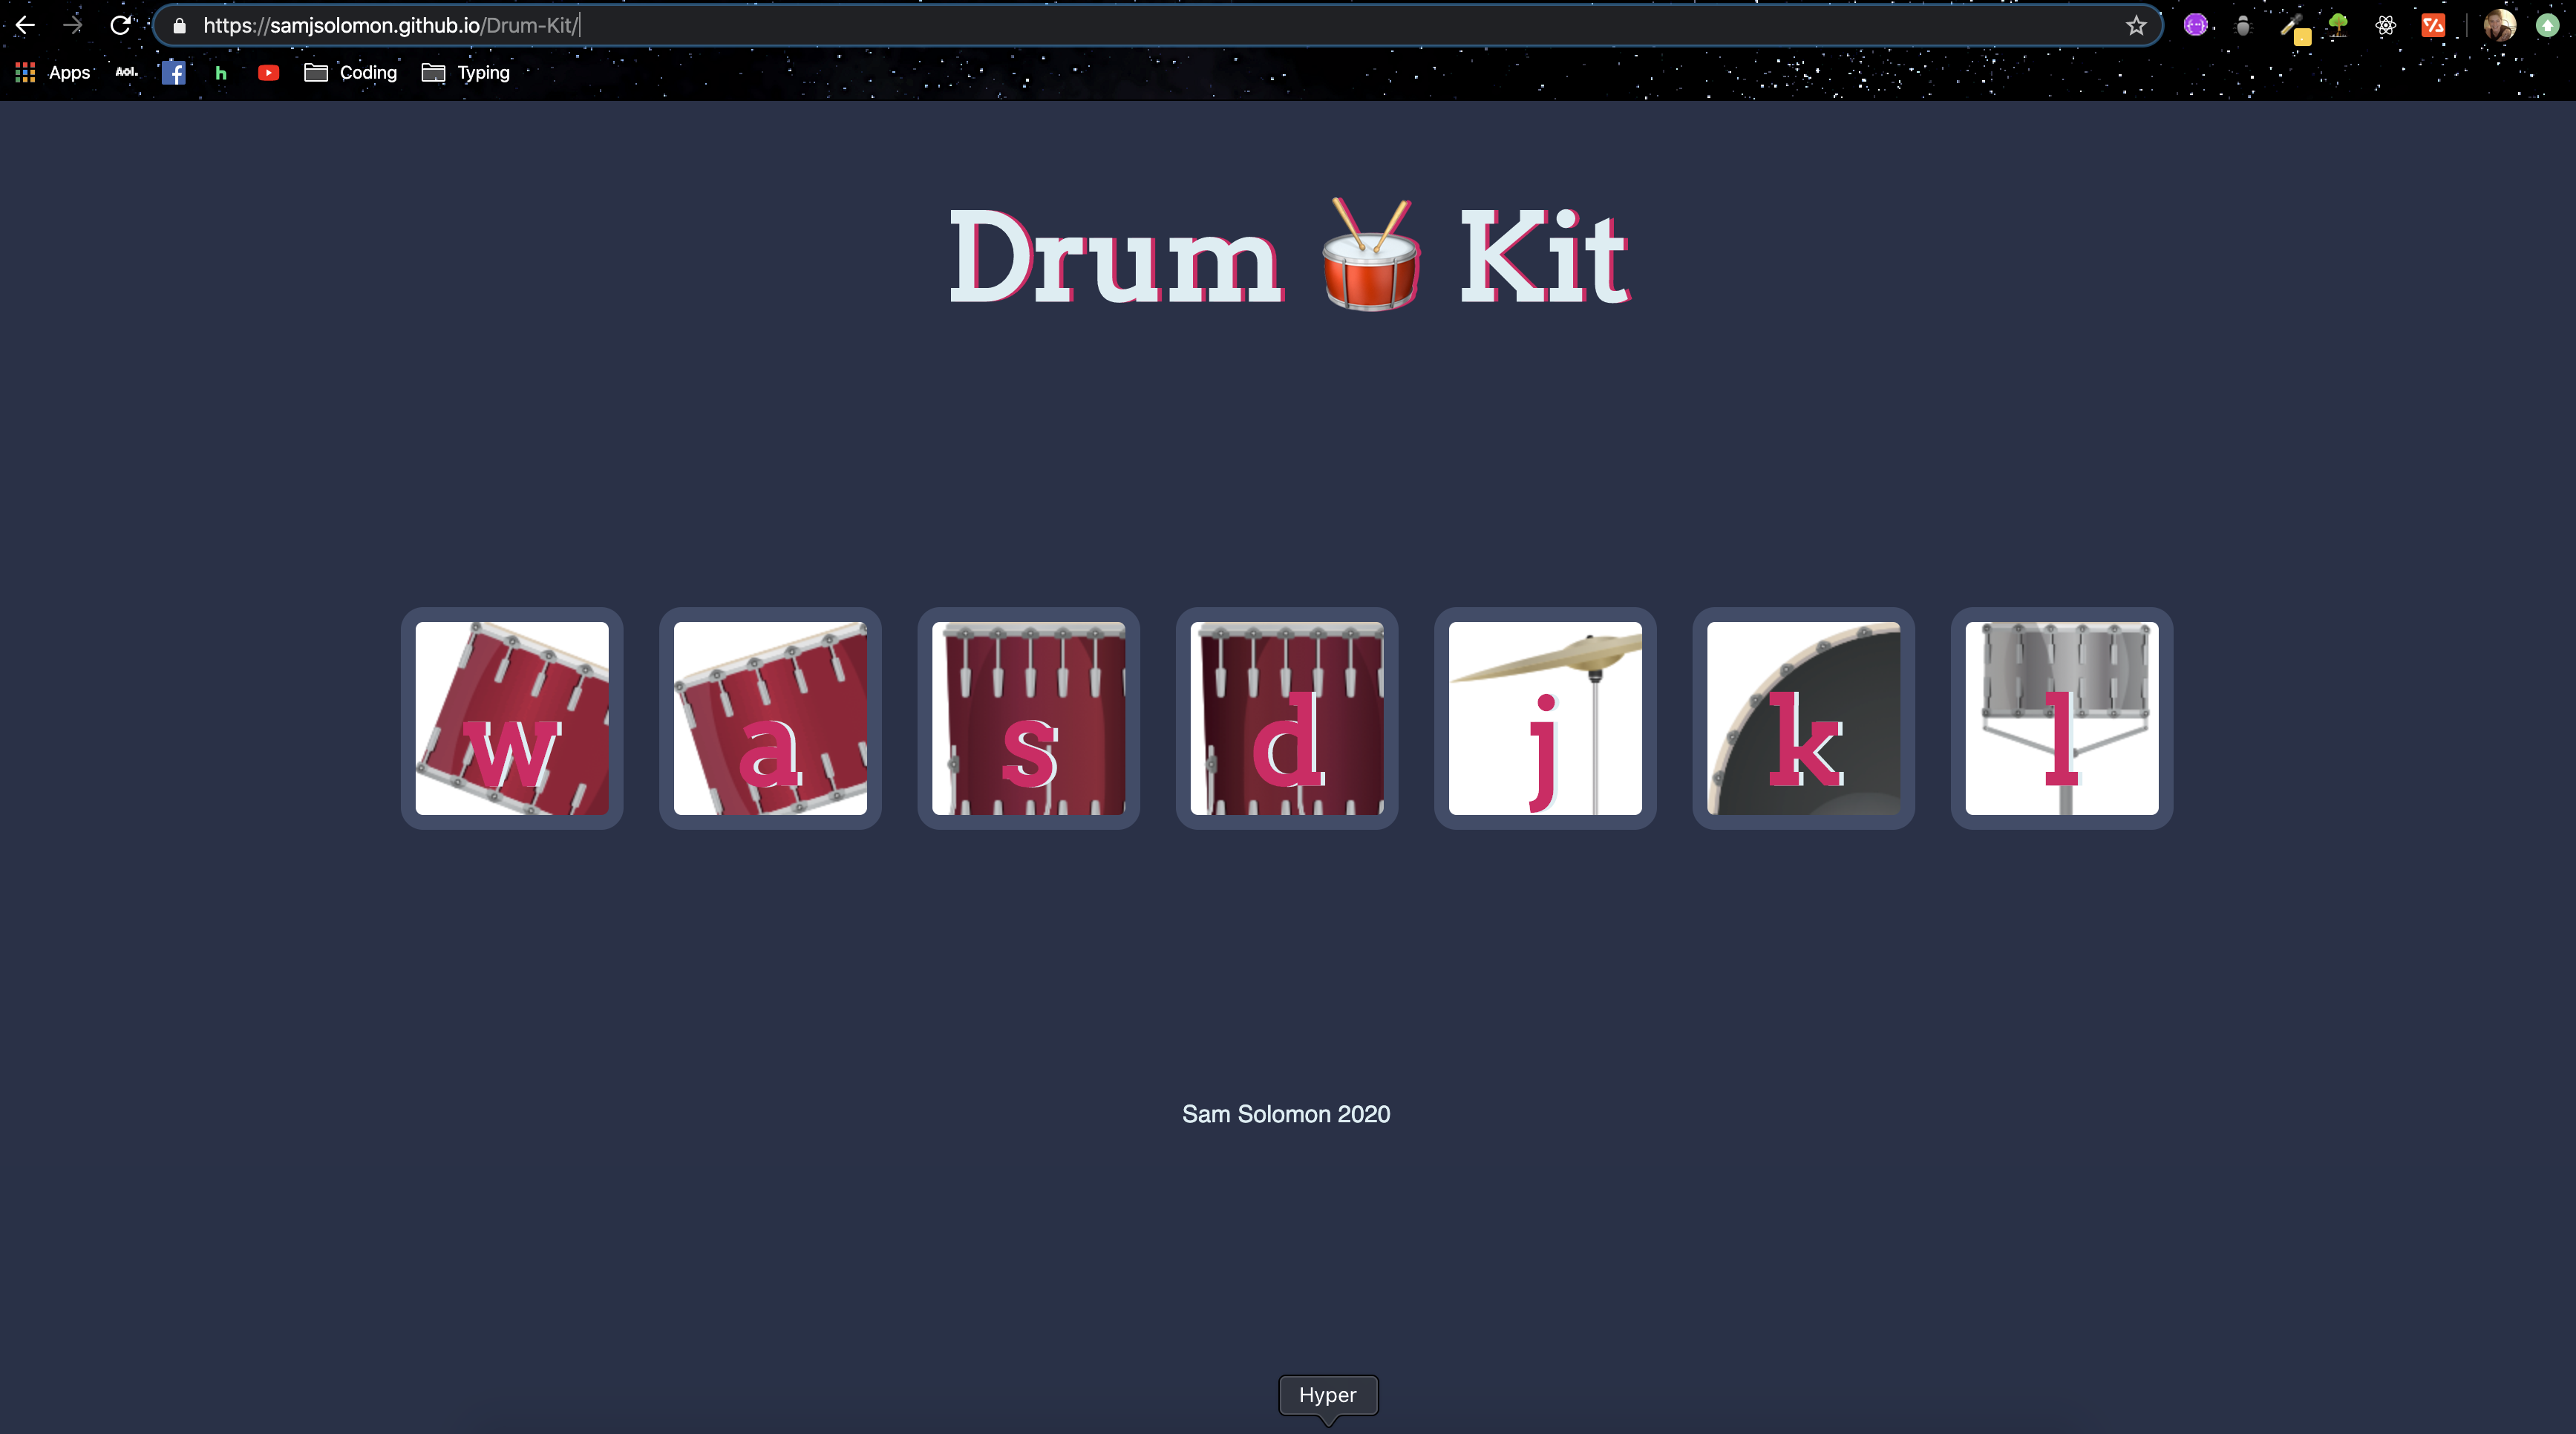 https://samjsolomon.github.io/Drum-Kit/
Apps Aol. f h Coding Typing
Drum 🥁 Kit
w a s d j k l
Sam Solomon 2020
Hyper